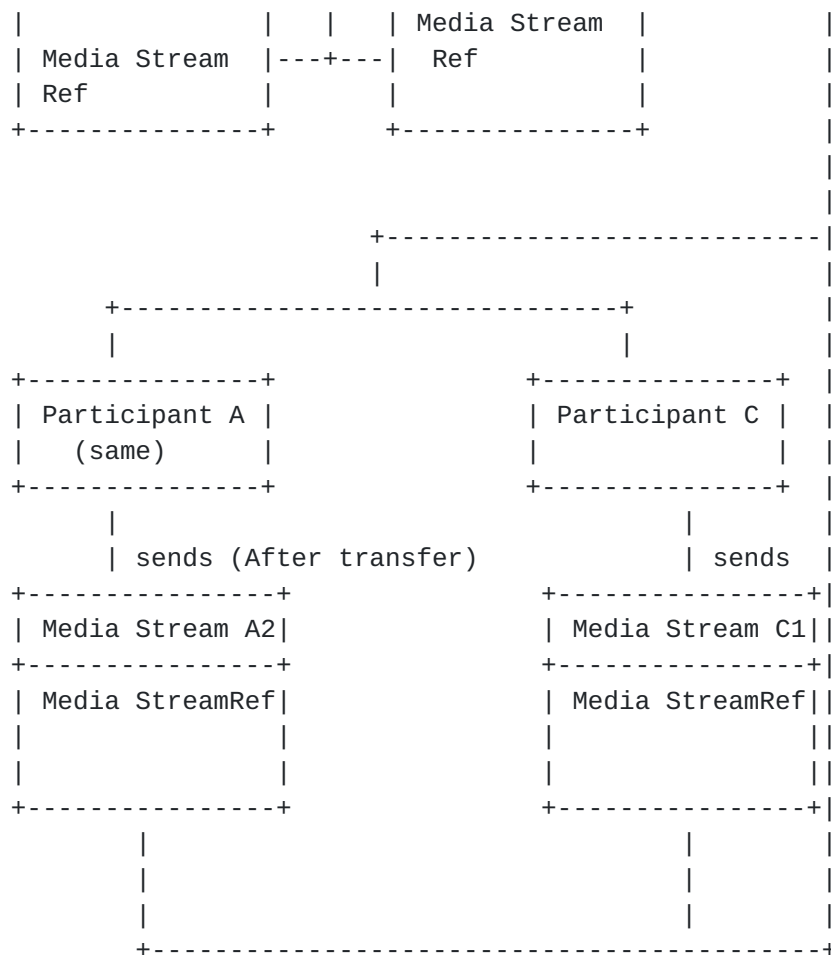 Media Stream
Media Stream Ref
Ref
Participant A Participant C
(same)
sends (After transfer) sends
Media Stream A2 Media Stream C1
Media StreamRef Media StreamRef